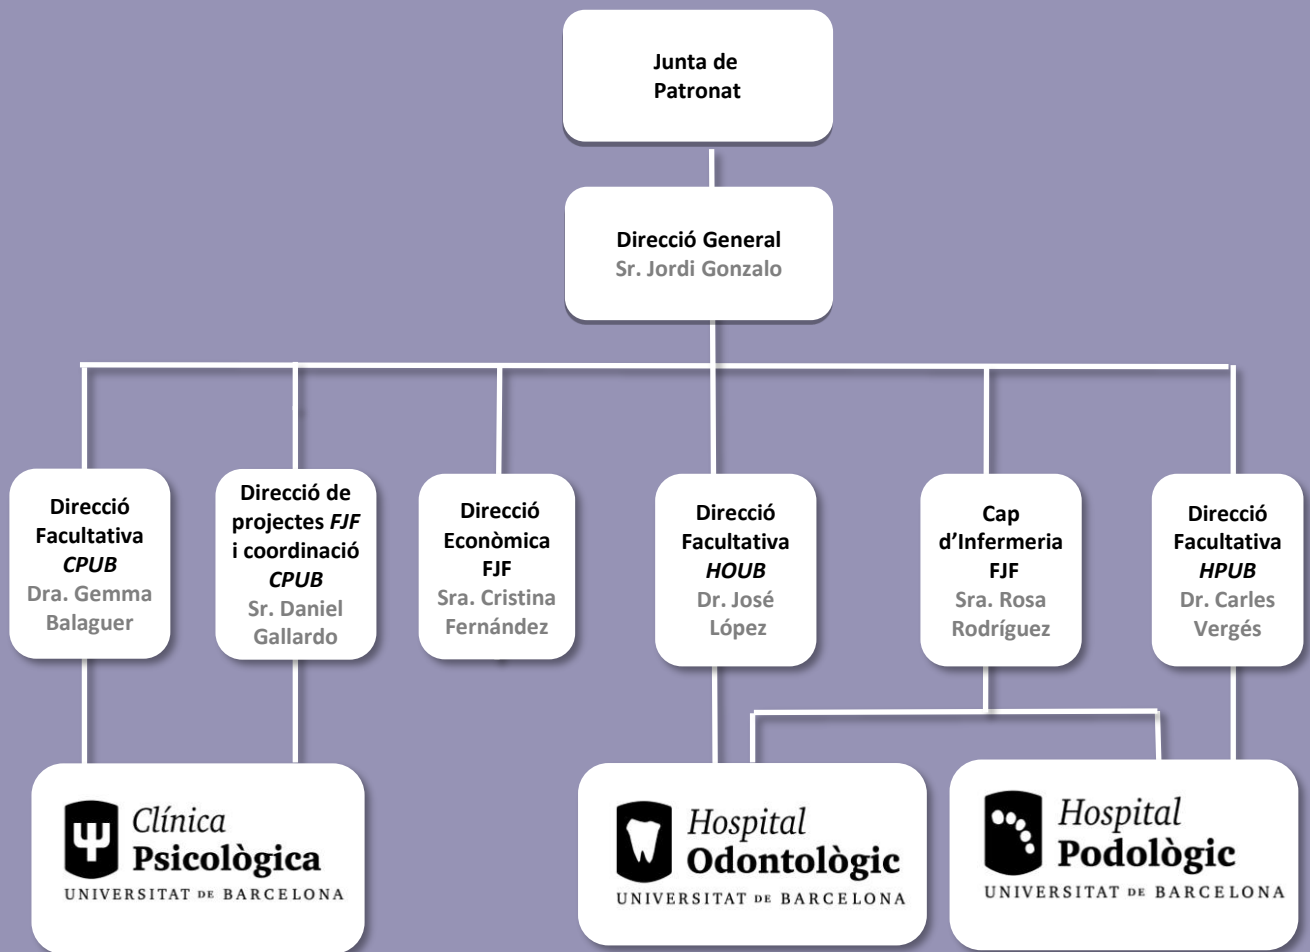 Junta de
Patronat
Direcció General
Sr. Jordi Gonzalo
Direcció
Facultativa
CPUB
Dra. Gemma
Balaguer
Direcció de
projectes FJF
i coordinació
CPUB
Sr. Daniel
Gallardo
Direcció
Econòmica
FJF
Sra. Cristina
Fernández
Direcció
Facultativa
HOUB
Dr. José
López
Cap
d’Infermeria
FJF
Sra. Rosa
Rodríguez
Direcció
Facultativa
HPUB
Dr. Carles
Vergés
Clínica
Psicològica
UNIVERSITAT DE BARCELONA
Hospital
Odontològic
UNIVERSITAT DE BARCELONA
Hospital
Podològic
UNIVERSITAT DE BARCELONA